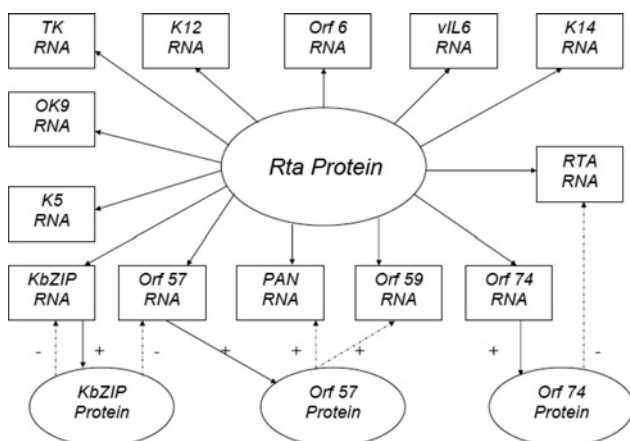 TK
RNA
K12
RNA
Orf 6
RNA
vIL6
RNA
K14
RNA
OK9
RNA
Rta Protein
RTA
RNA
K5
RNA
KbZIP
RNA
Orf 57
RNA
PAN
RNA
Orf 59
RNA
Orf 74
RNA
- + - + + + + -
KbZIP
Protein
Orf 57
Protein
Orf 74
Protein